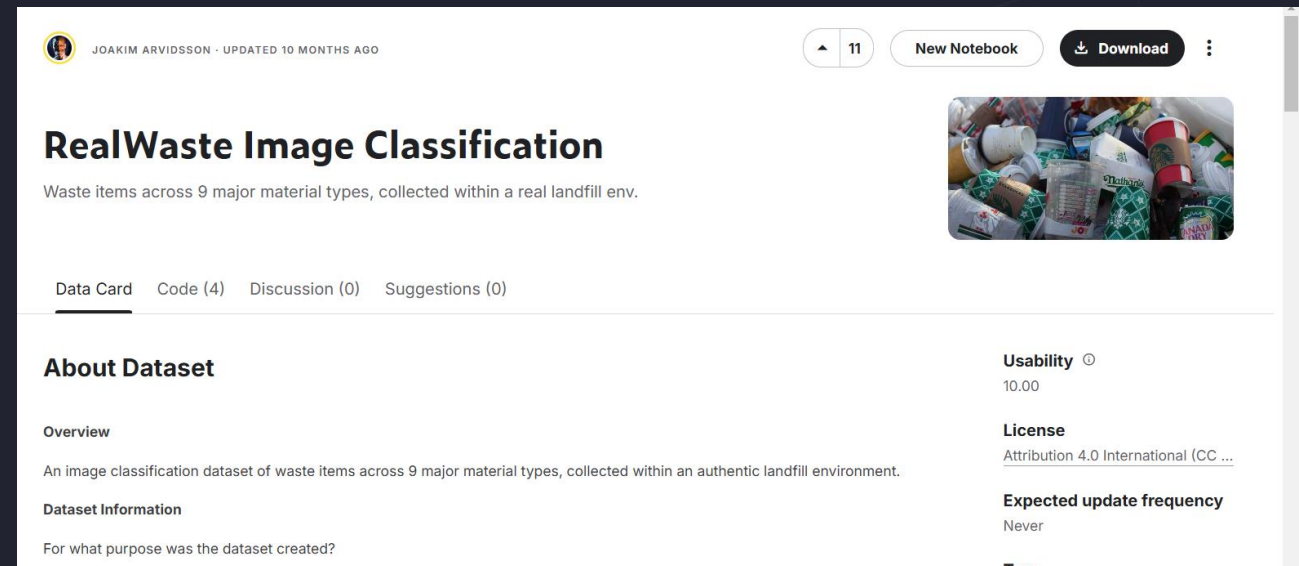 JOAKIM ARVIDSSON · UPDATED 10 MONTHS AGO
11
New Notebook
Download
RealWaste Image Classification
Waste items across 9 major material types, collected within a real landfill env.
Nathan's
JOY
CANADA DRY
Data Card
Code (4)
Discussion (0)
Suggestions (0)
About Dataset
Usability
10.00
Overview
License
An image classification dataset of waste items across 9 major material types, collected within an authentic landfill environment.
Attribution 4.0 International (CC ...
Dataset Information
Expected update frequency
Never
For what purpose was the dataset created?